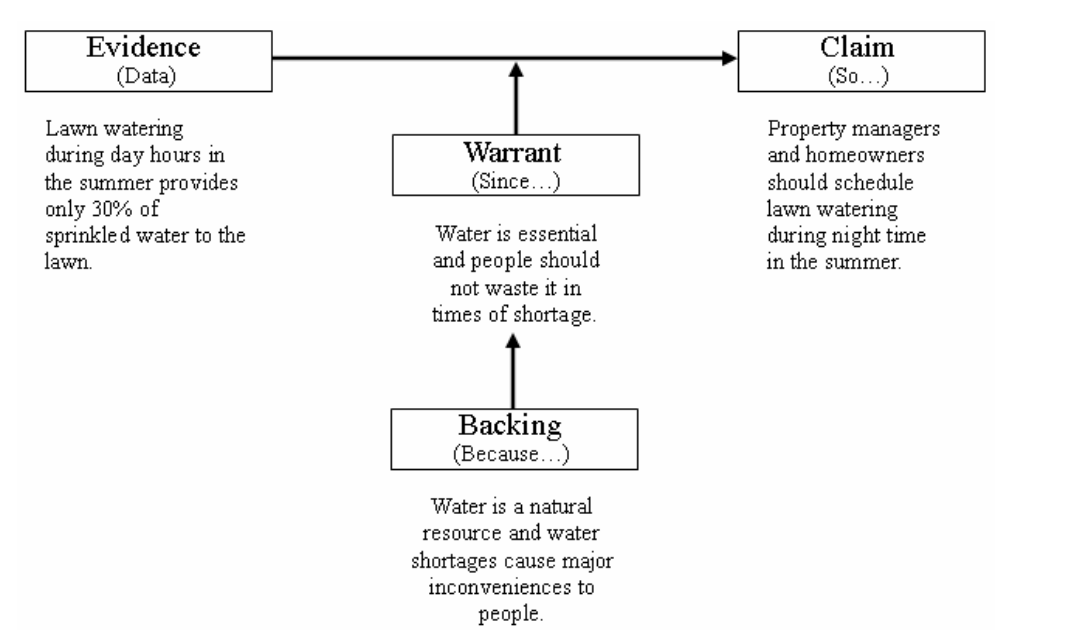 Evidence
(Data)
Claim
(So...)
Lawn watering
during day hours in
the summer provides
only 30% of
sprinkled water to the
lawn.
Warrant
(Since...)
Property managers
and homeowners
should schedule
lawn watering
during night time
in the summer.
Water is essential
and people should
not waste it in
times of shortage.
Backing
(Because...)
Water is a natural
resource and water
shortages cause major
inconveniences to
people.